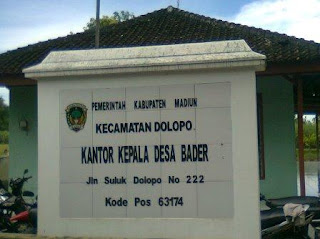 PEMERINTAH KABUPATEN MADIUN
KECAMATAN DOLOPO
KANTOR KEPALA DESA BADER
Jln Suluk Dolopo No 222
Kode Pos 63174